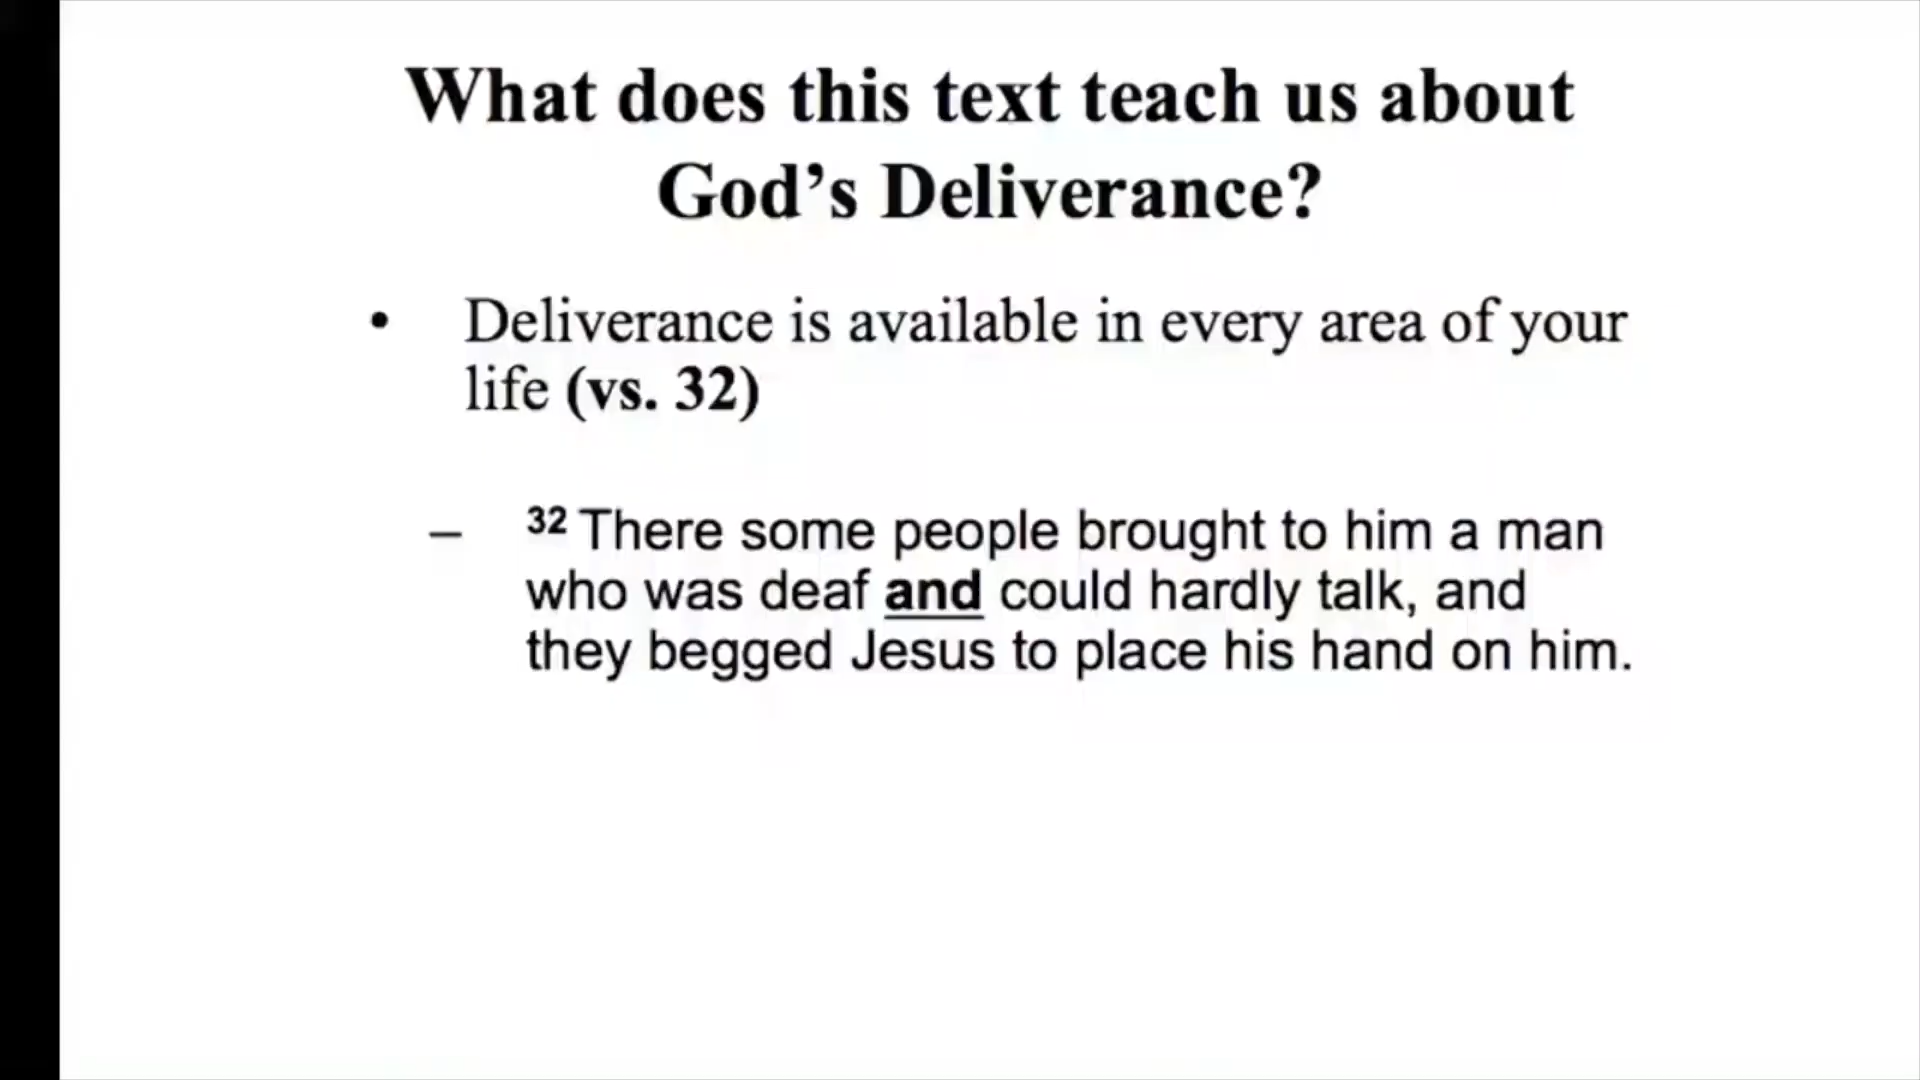 What does this text teach us about
God’s Deliverance?
• Deliverance is available in every area of your
life (vs. 32)
– 32 There some people brought to him a man
who was deaf and could hardly talk, and
they begged Jesus to place his hand on him.